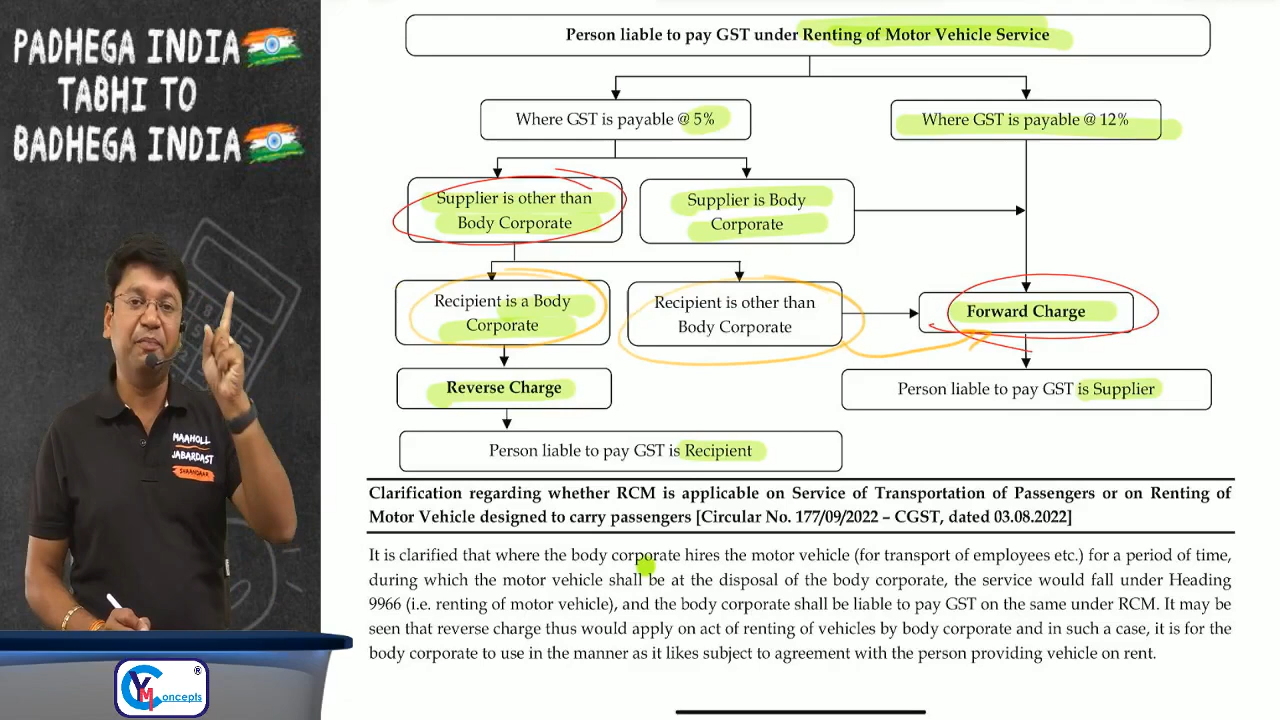 PADHEGA INDIA
TABHI TO
BADHEGA INDIA
Person liable to pay GST under Renting of Motor Vehicle Service
Where GST is payable @ 5%
Where GST is payable @ 12%
Supplier is other than
Body Corporate
Supplier is Body
Corporate
Recipient is a Body
Corporate
Recipient is other than
Body Corporate
Forward Charge
Reverse Charge
Person liable to pay GST is Supplier
Person liable to pay GST is Recipient
Clarification regarding whether RCM is applicable on Service of Transportation of Passengers or on Renting of
Motor Vehicle designed to carry passengers [Circular No. 177/09/2022 – CGST, dated 03.08.2022]
It is clarified that where the body corporate hires the motor vehicle (for transport of employees etc.) for a period of time,
during which the motor vehicle shall be at the disposal of the body corporate, the service would fall under Heading
9966 (i.e. renting of motor vehicle), and the body corporate shall be liable to pay GST on the same under RCM. It may be
seen that reverse charge thus would apply on act of renting of vehicles by body corporate and in such a case, it is for the
body corporate to use in the manner as it likes subject to agreement with the person providing vehicle on rent.
MAAHOLL
JABARDAST
SHAANDAAR
YM
Concepts
®